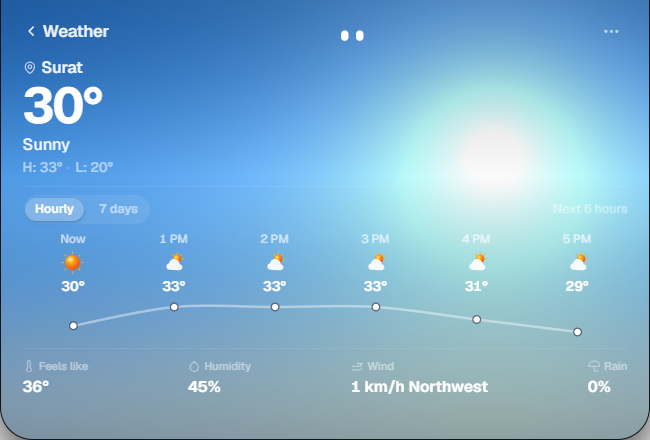 Weather
Surat
30°
Sunny
H: 33° · L: 20°
Hourly 7 days Next 6 hours
Now 1 PM 2 PM 3 PM 4 PM 5 PM
30° 33° 33° 33° 31° 29°
Feels like Humidity Wind Rain
36° 45% 1 km/h Northwest 0%